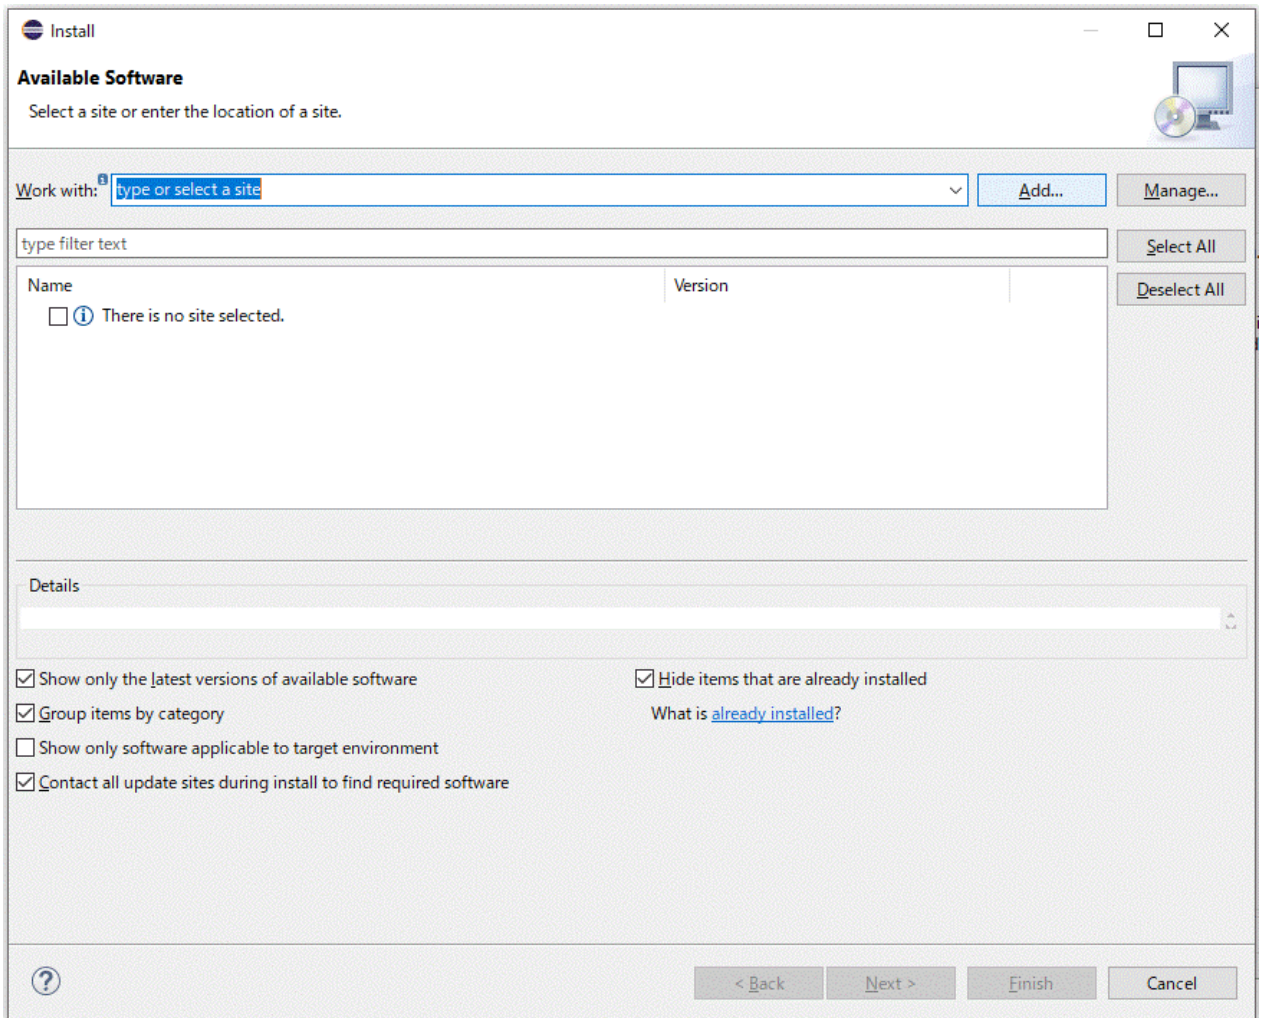 Install
Available Software
Select a site or enter the location of a site.
Work with: type or select a site Add... Manage...
type filter text Select All
Name Version Deselect All
There is no site selected.
Details
Show only the latest versions of available software Hide items that are already installed
Group items by category What is already installed?
Show only software applicable to target environment
Contact all update sites during install to find required software
? < Back Next > Finish Cancel